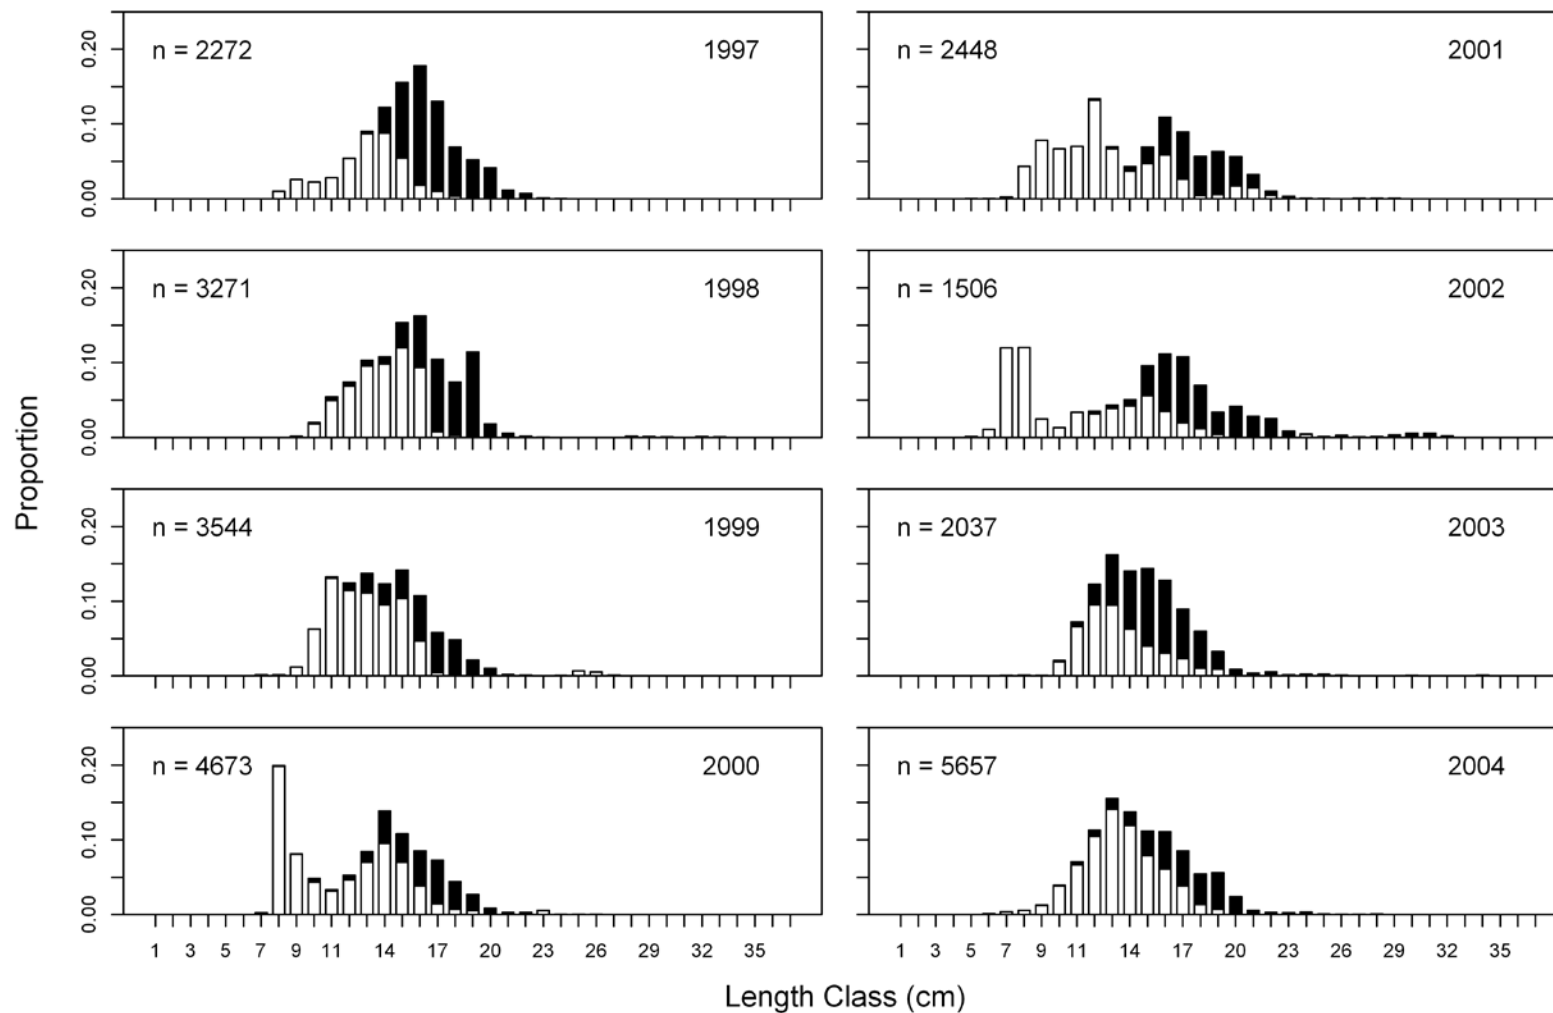 n = 2272 1997
0.00 0.10 0.20
n = 2448 2001
n = 3271 1998
0.00 0.10 0.20
n = 1506 2002
Proportion
n = 3544 1999
0.00 0.10 0.20
n = 2037 2003
n = 4673 2000
0.00 0.10 0.20
n = 5657 2004
1 3 5 7 9 11 14 17 20 23 26 29 32 35
1 3 5 7 9 11 14 17 20 23 26 29 32 35
Length Class (cm)